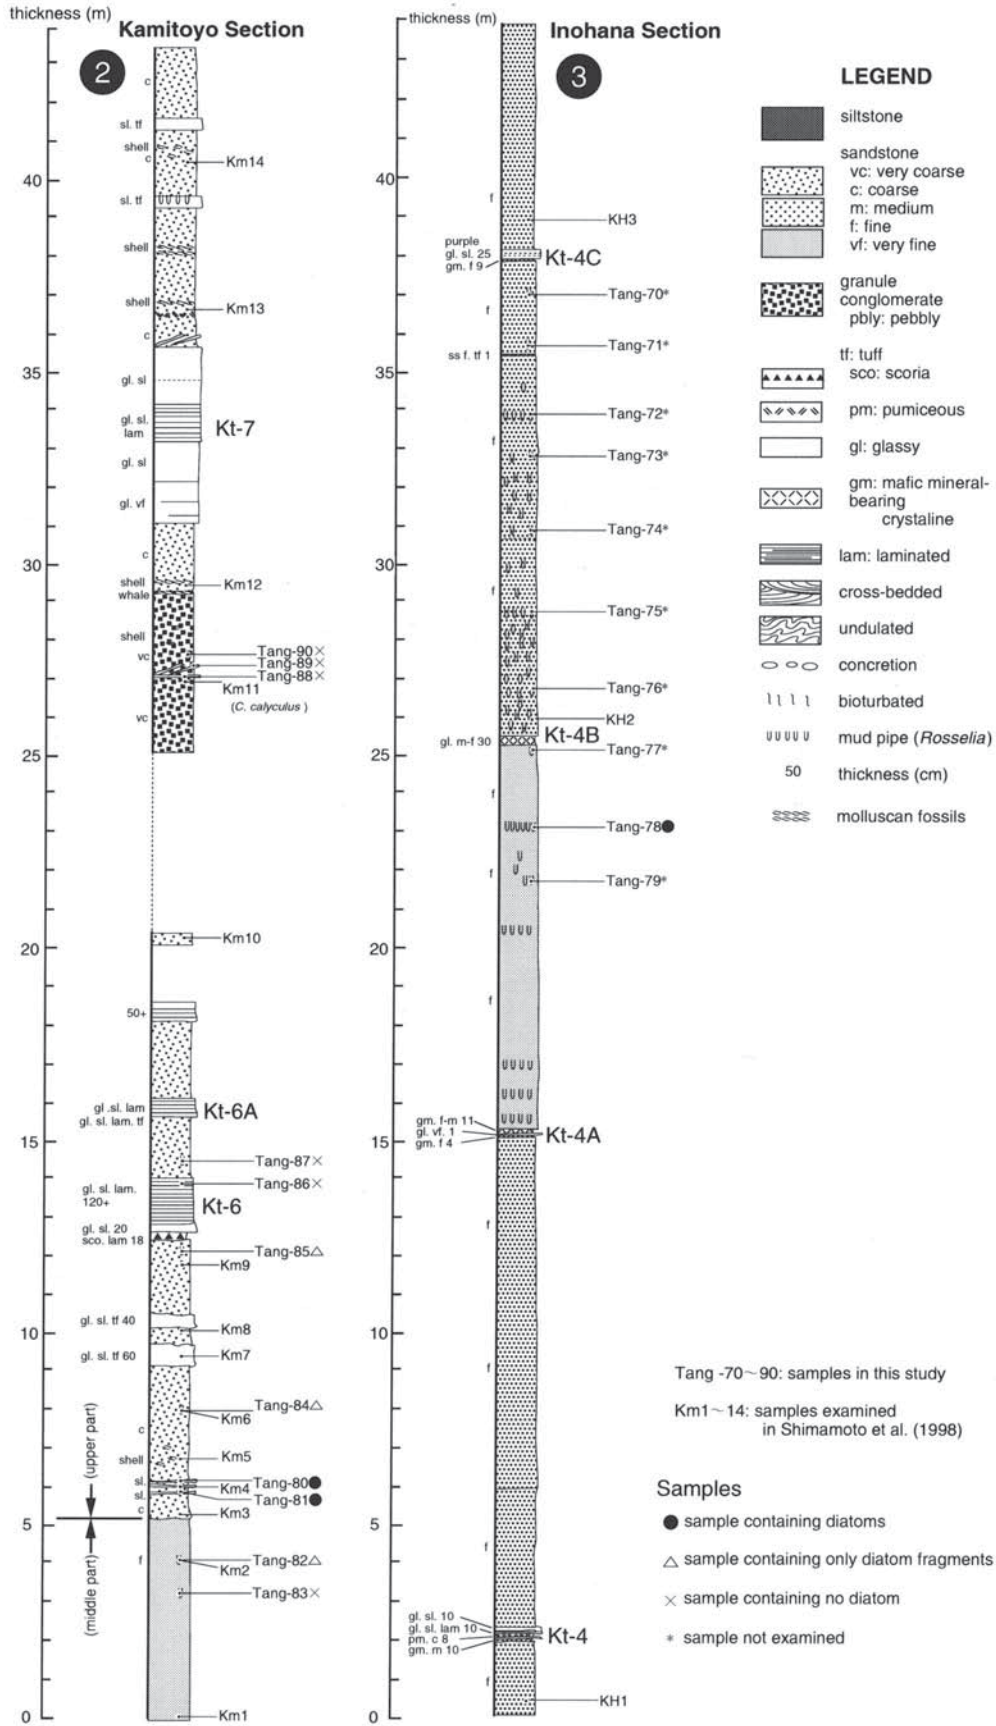 thickness (m)
Kamitoyo Section
2
c
sl. tf
shell
c
Km14
40
sl. tf
shell
shell
Km13
c
35
gl. sl
gl. sl.
lam
Kt-7
gl. sl
gl. vf
c
30
shell
Km12
whale
shell
vc
Tang-90×
Tang-89×
Tang-88×
Km11
(C. calyculus)
vc
25
20
Km10
50+
gl .sl. lam
Kt-6A
gl. sl. lam. tf
15
Tang-87×
Tang-86×
gl. sl. lam.
120+
Kt-6
gl. sl. 20
sco. lam 18
Tang-85△
Km9
gl. sl. tf 40
10
Km8
gl. sl. tf 60
Km7
Tang-84△
Km6
c
Km5
shell
sl.
Tang-80●
Km4
sl.
Tang-81●
c
Km3
(upper part)
5
(middle part)
f
Tang-82△
Km2
Tang-83×
0
Km1
thickness (m)
Inohana Section
3
40
f
KH3
purple
gl. sl. 25
gm. f 9
Kt-4C
Tang-70*
f
Tang-71*
ss f. tf 1
35
Tang-72*
f
Tang-73*
Tang-74*
30
f
Tang-75*
Tang-76*
KH2
Kt-4B
gl. m-f 30
Tang-77*
25
f
Tang-78●
f
Tang-79*
20
f
gm. f-m 11
gl. vf. 1
gm. f 4
Kt-4A
15
f
10
f
5
f
gl. sl. 10
gl. sl. lam 10
pm. c 8
gm. m 10
Kt-4
f
KH1
0
LEGEND
siltstone
sandstone
vc: very coarse
c: coarse
m: medium
f: fine
vf: very fine
granule
conglomerate
pbly: pebbly
tf: tuff
sco: scoria
pm: pumiceous
gl: glassy
gm: mafic mineral-
bearing
crystaline
lam: laminated
cross-bedded
undulated
concretion
bioturbated
mud pipe (Rosselia)
50 thickness (cm)
molluscan fossils
Tang -70~90: samples in this study
Km1~14: samples examined
in Shimamoto et al. (1998)
Samples
● sample containing diatoms
△ sample containing only diatom fragments
× sample containing no diatom
* sample not examined